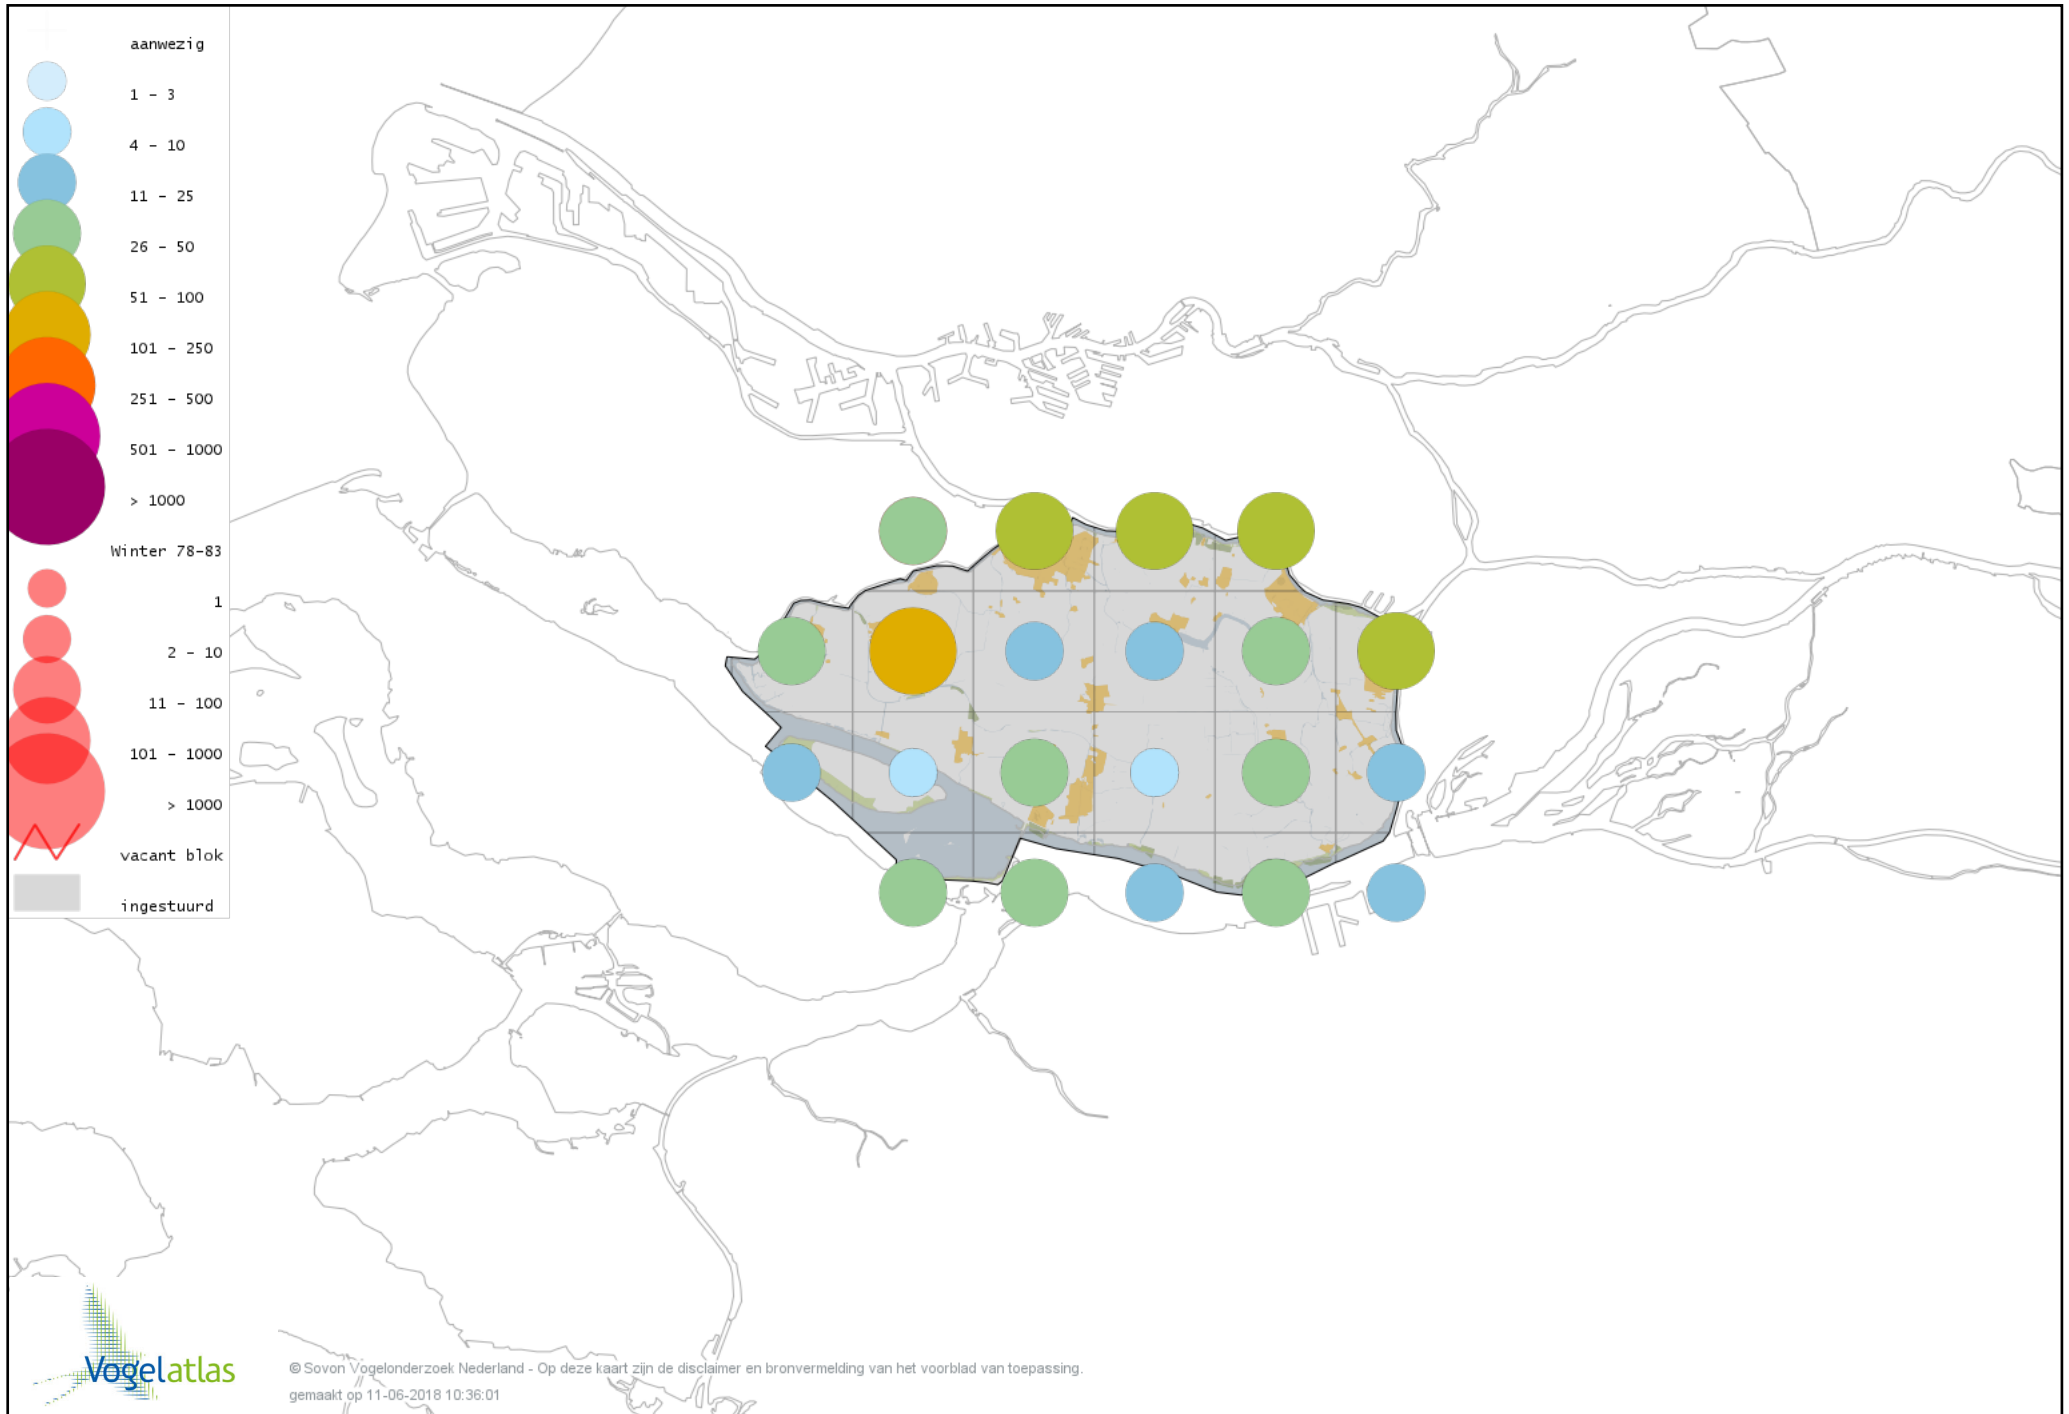 aanwezig
1 - 3
4 - 10
11 - 25
26 - 50
51 - 100
101 - 250
251 - 500
501 - 1000
> 1000
Winter 78-83
1
2 - 10
11 - 100
101 - 1000
> 1000
vacant blok
ingestuurd
Vogelatlas
© Sovon Vogelonderzoek Nederland - Op deze kaart zijn de disclaimer en bronvermelding van het voorblad van toepassing.
gemaakt op 11-06-2018 10:36:01